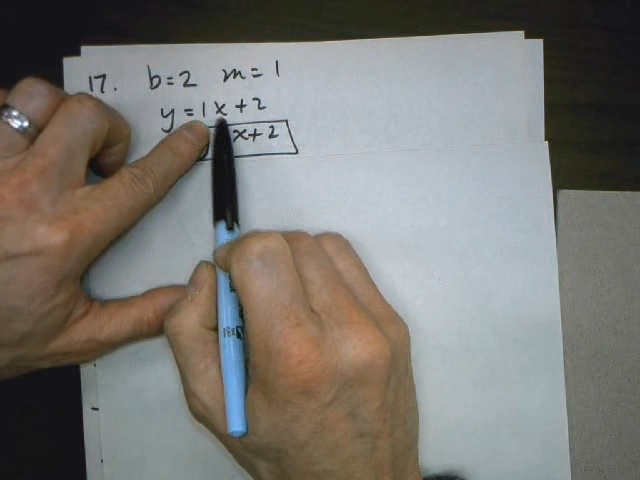 17. b=2 m=1
y=1x+2
x+2